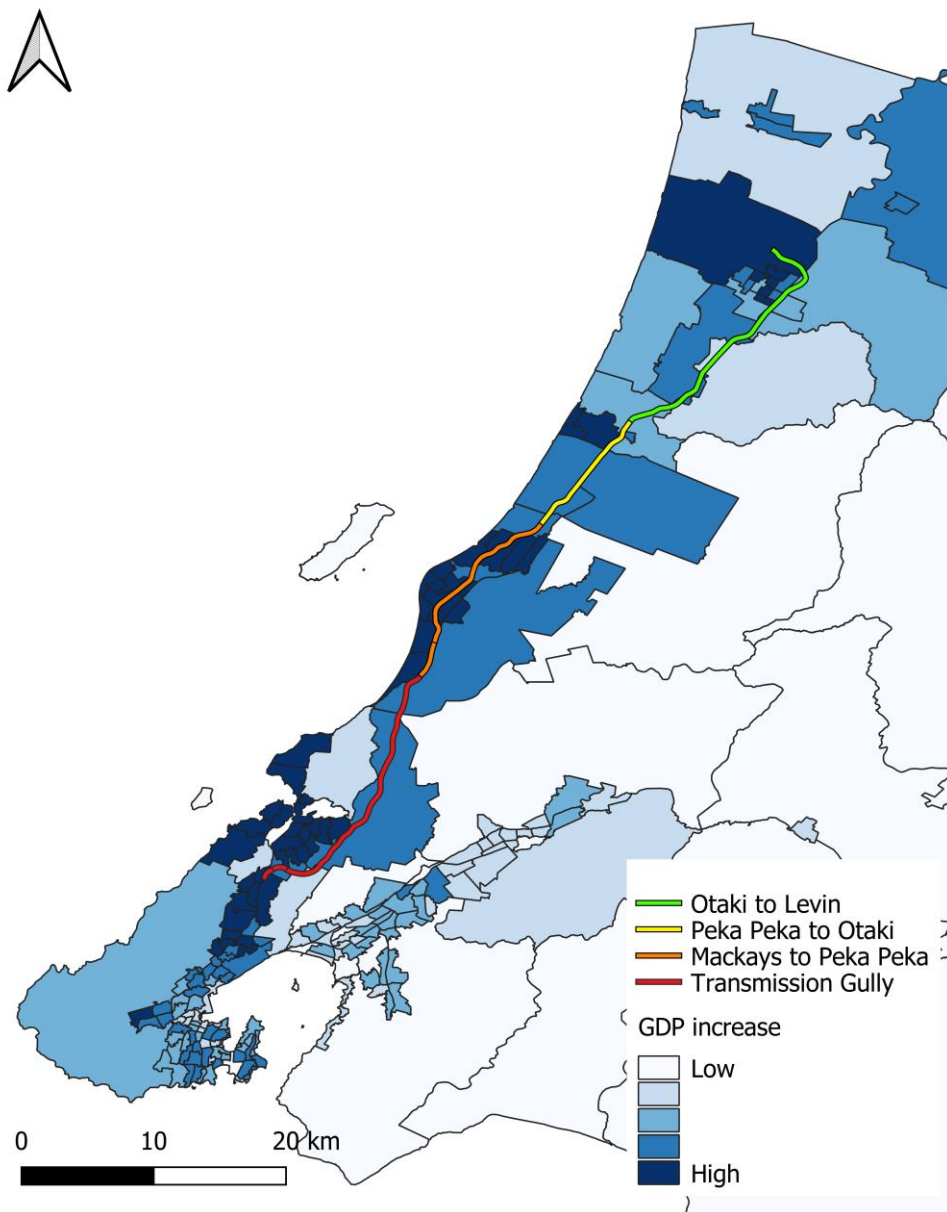 Otaki to Levin
Peka Peka to Otaki
Mackays to Peka Peka
Transmission Gully
GDP increase
Low
High
0 10 20 km